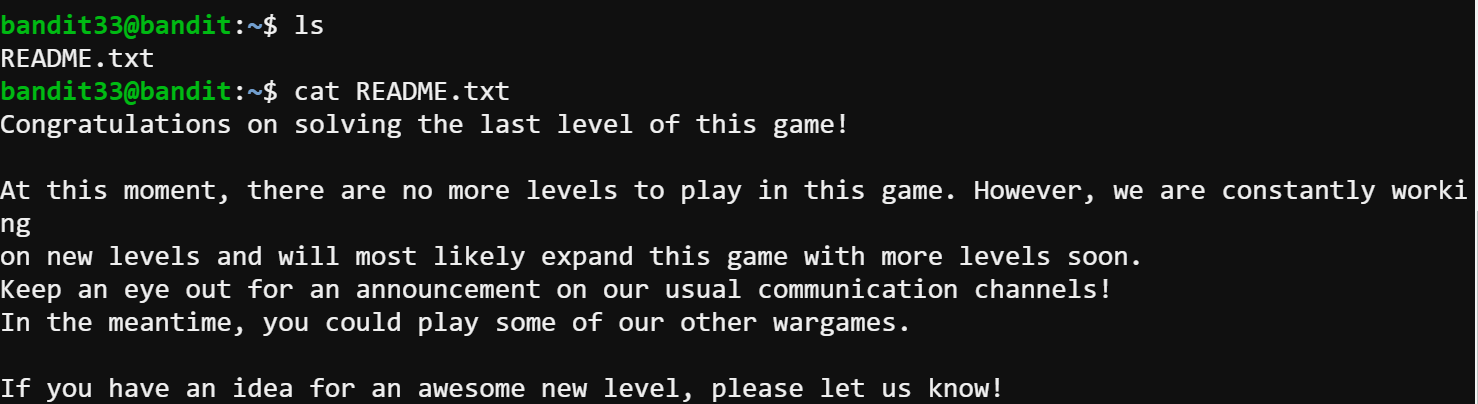 bandit33@bandit:~$ ls
README.txt
bandit33@bandit:~$ cat README.txt
Congratulations on solving the last level of this game!
At this moment, there are no more levels to play in this game. However, we are constantly worki
ng
on new levels and will most likely expand this game with more levels soon.
Keep an eye out for an announcement on our usual communication channels!
In the meantime, you could play some of our other wargames.
If you have an idea for an awesome new level, please let us know!